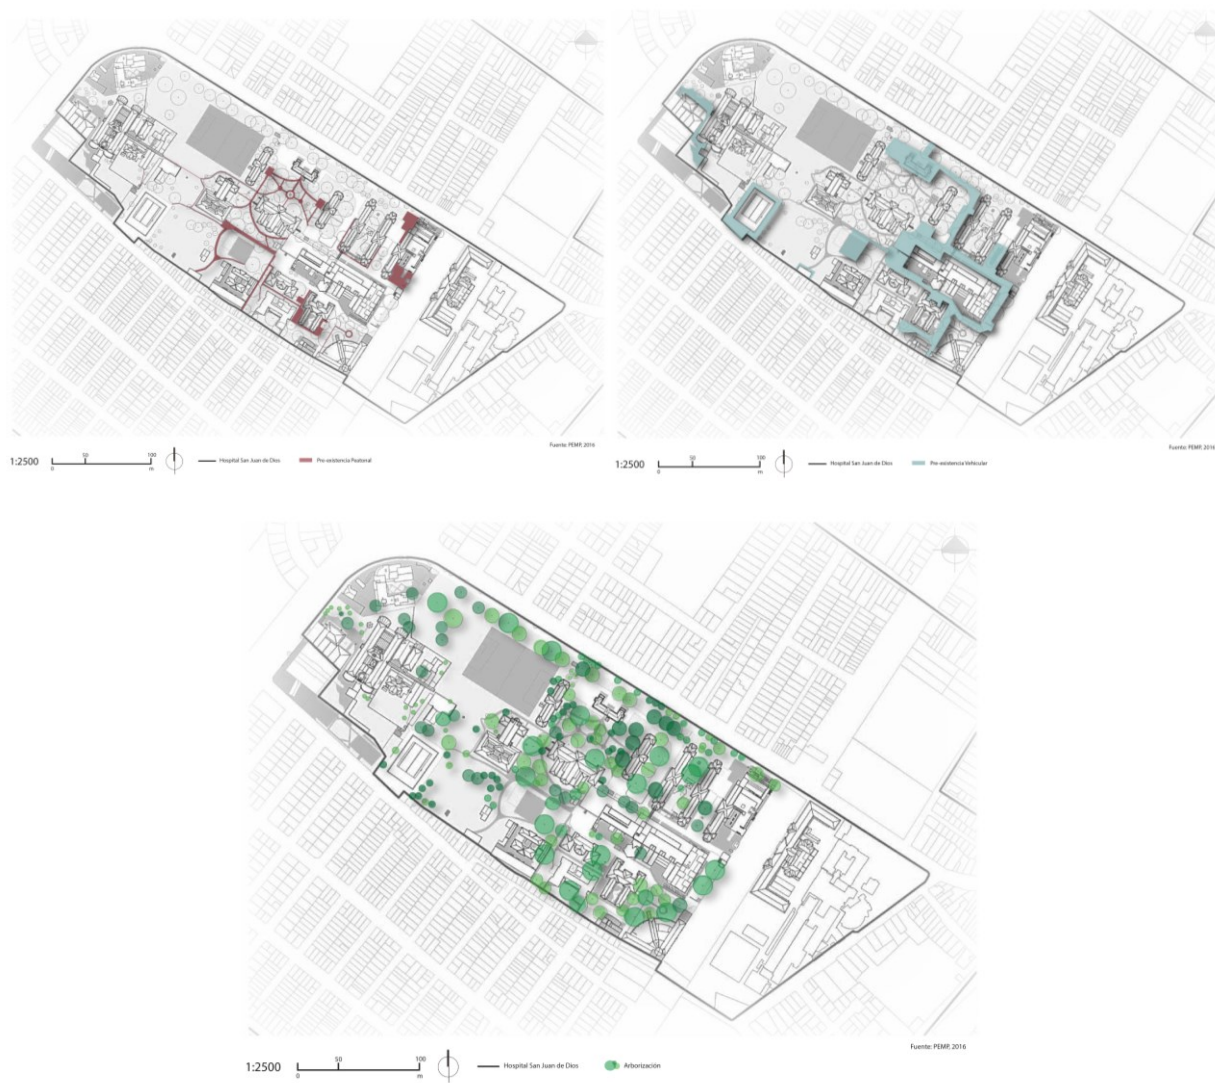 Fuente: PEMP, 2016
1:2500
50
100
0
m
Hospital San Juan de Dios
Pre-existencia Peatonal
Fuente: PEMP, 2016
1:2500
50
100
0
m
Hospital San Juan de Dios
Pre-existencia Vehicular
Fuente: PEMP, 2016
1:2500
50
100
0
m
Hospital San Juan de Dios
Arborización